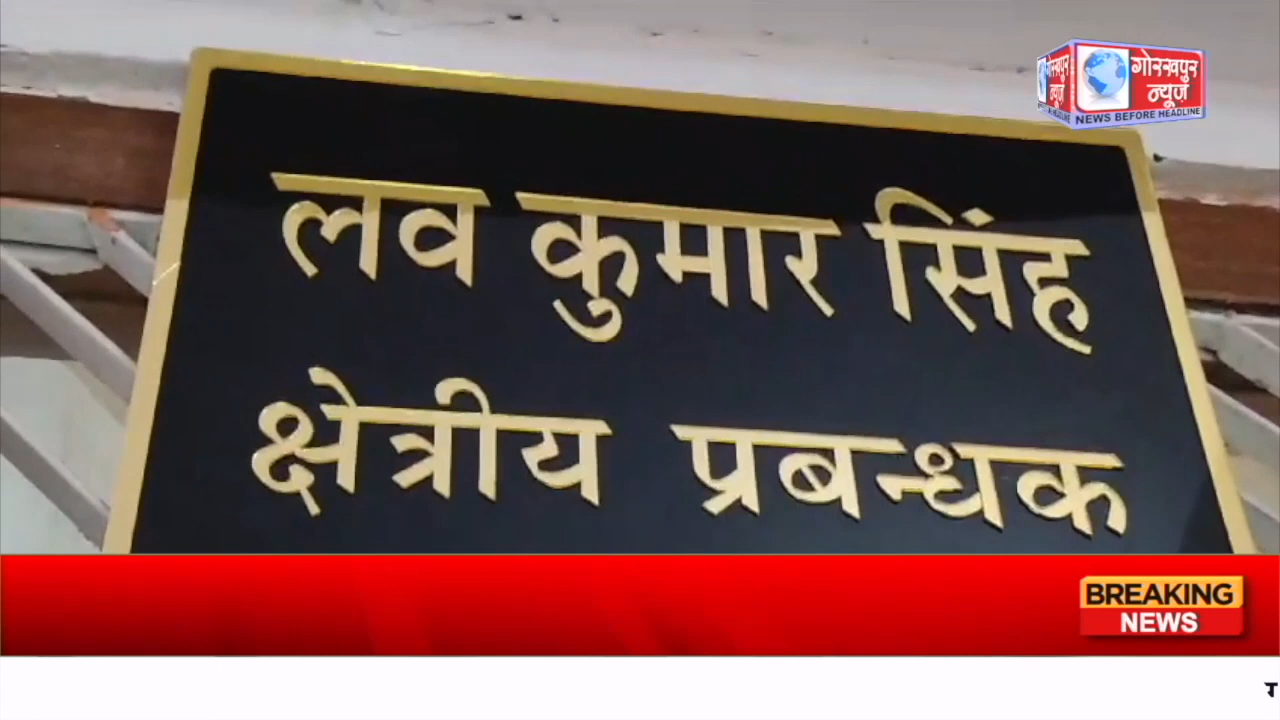 गोरखपुर
न्यूज़
NEWS BEFORE HEADLINE
लव कुमार सिंह
क्षेत्रीय प्रबन्धक
BREAKING
NEWS